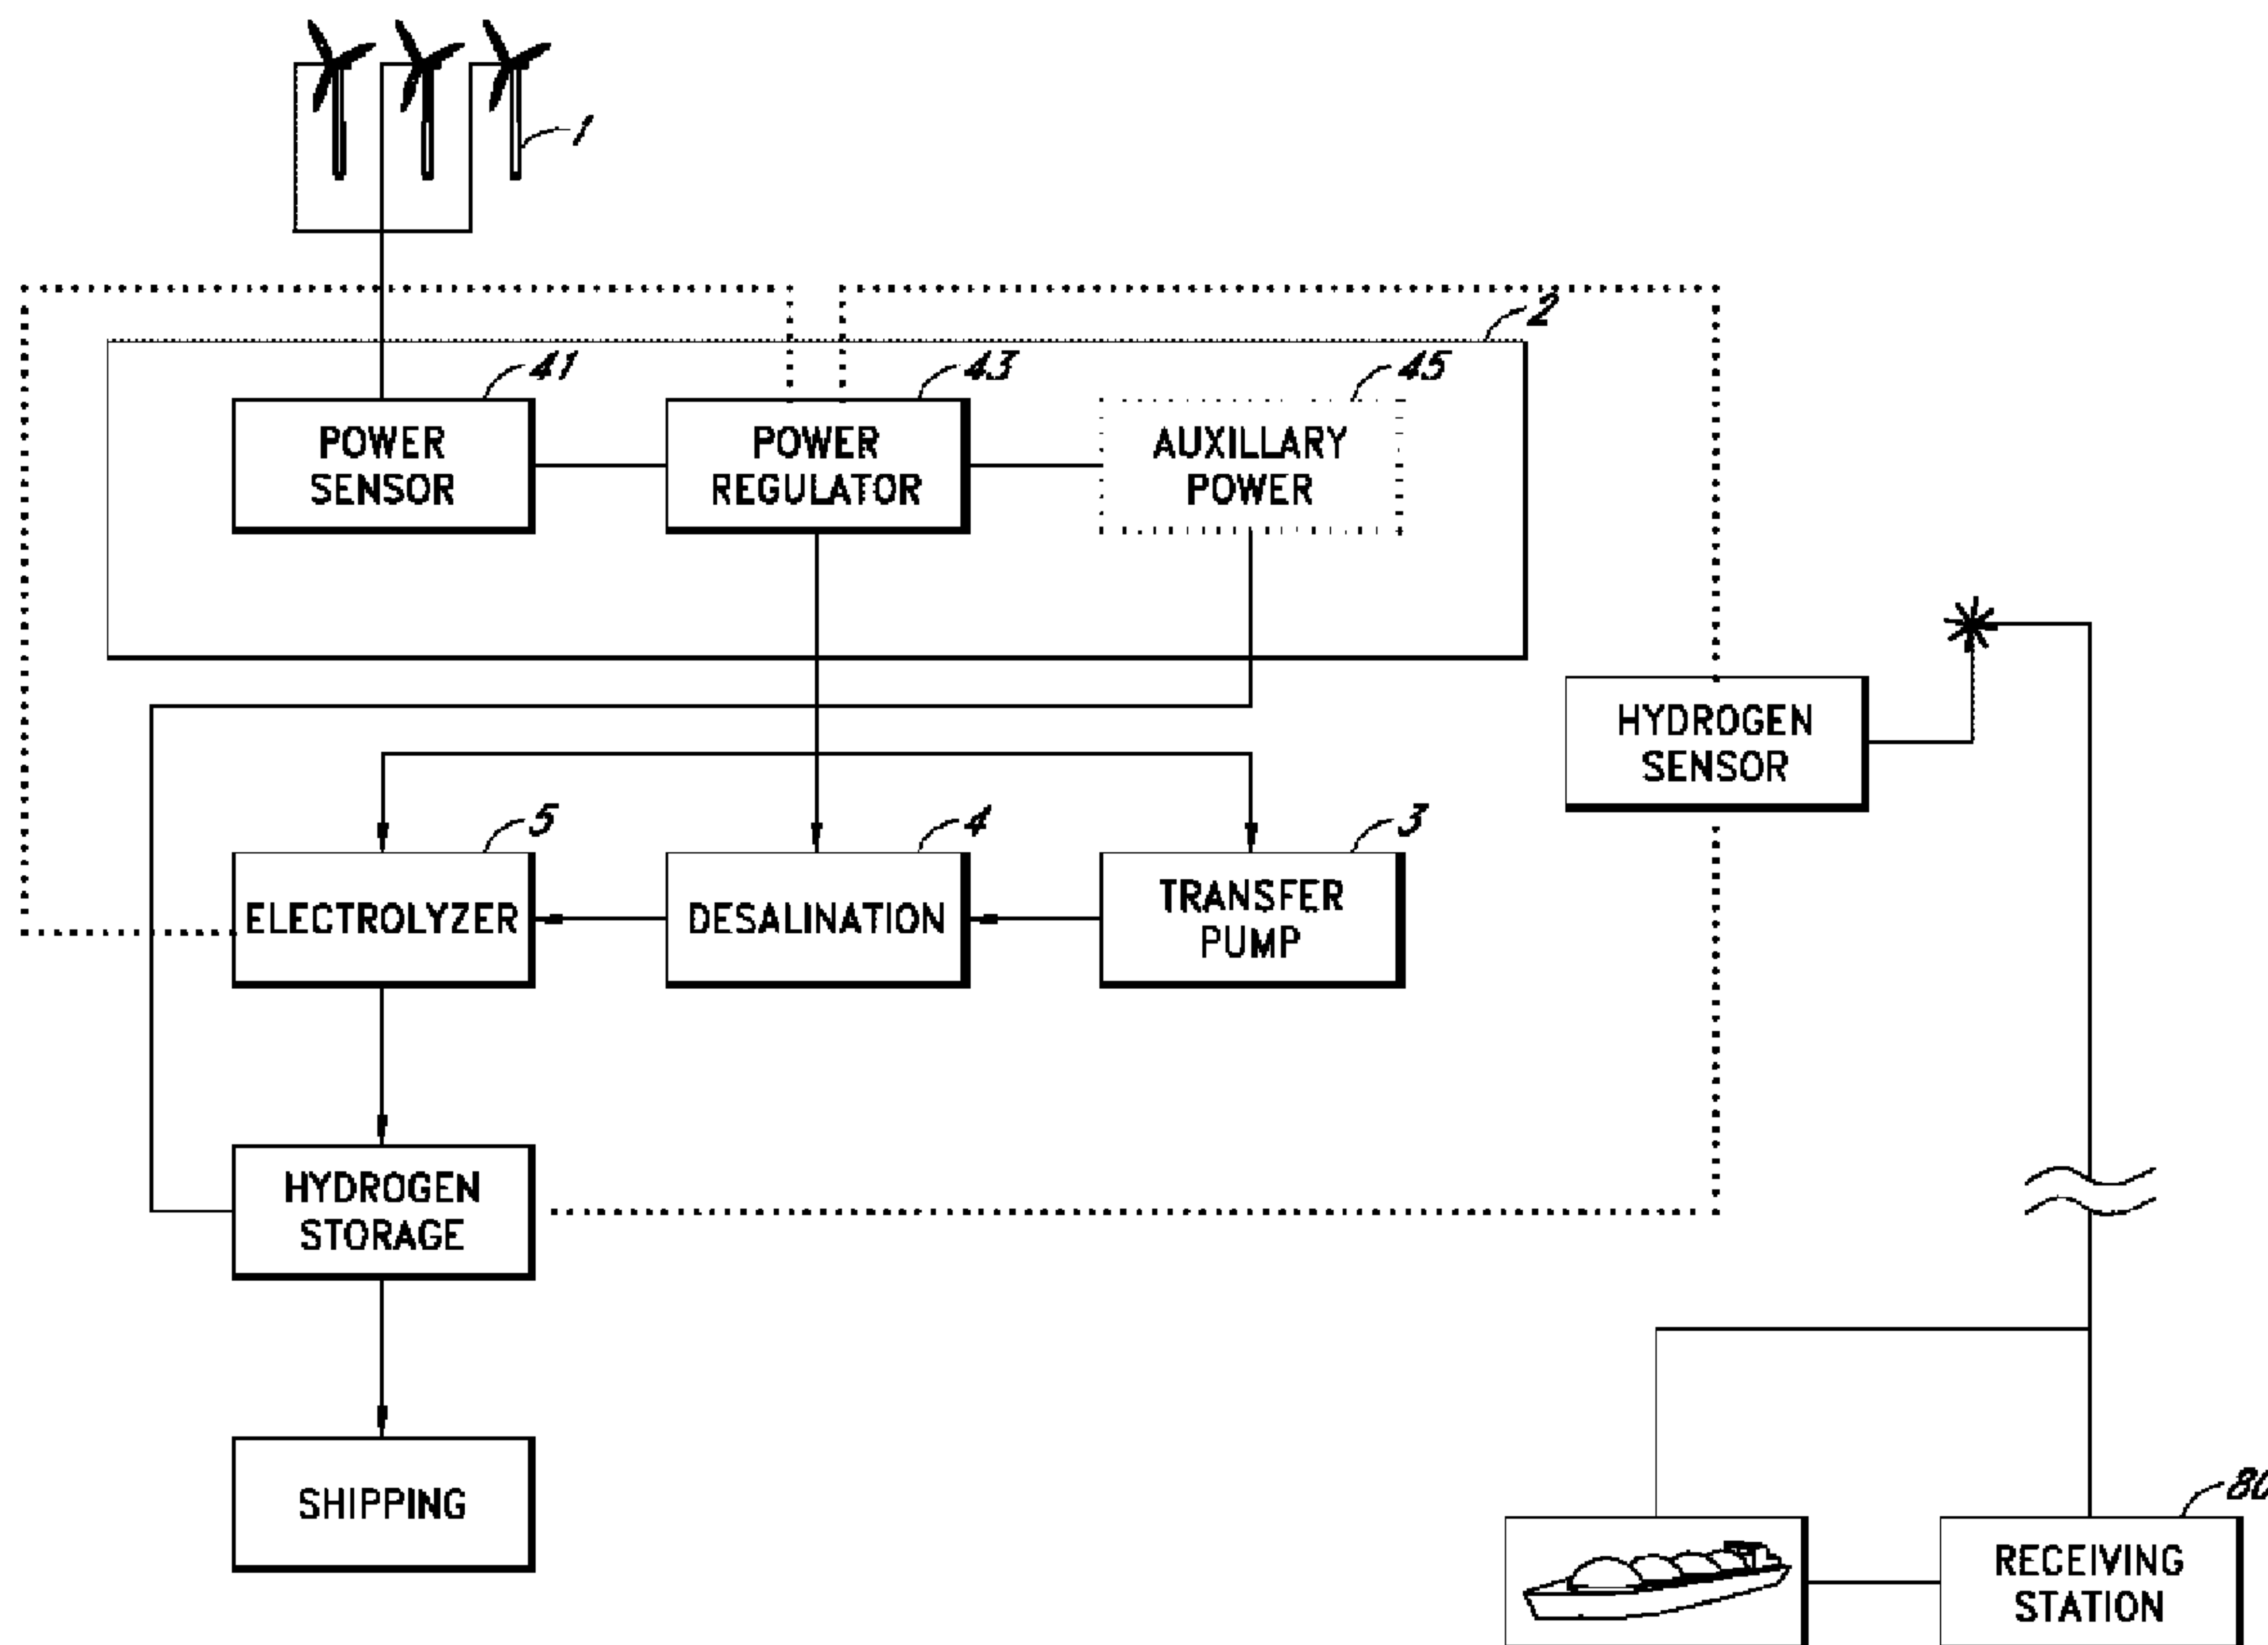 1
2
41
43
45
POWER
SENSOR
POWER
REGULATOR
AUXILLARY
POWER
HYDROGEN
SENSOR
5
4
3
ELECTROLYZER
DESALINATION
TRANSFER
PUMP
HYDROGEN
STORAGE
SHIPPING
80
RECEIVING
STATION